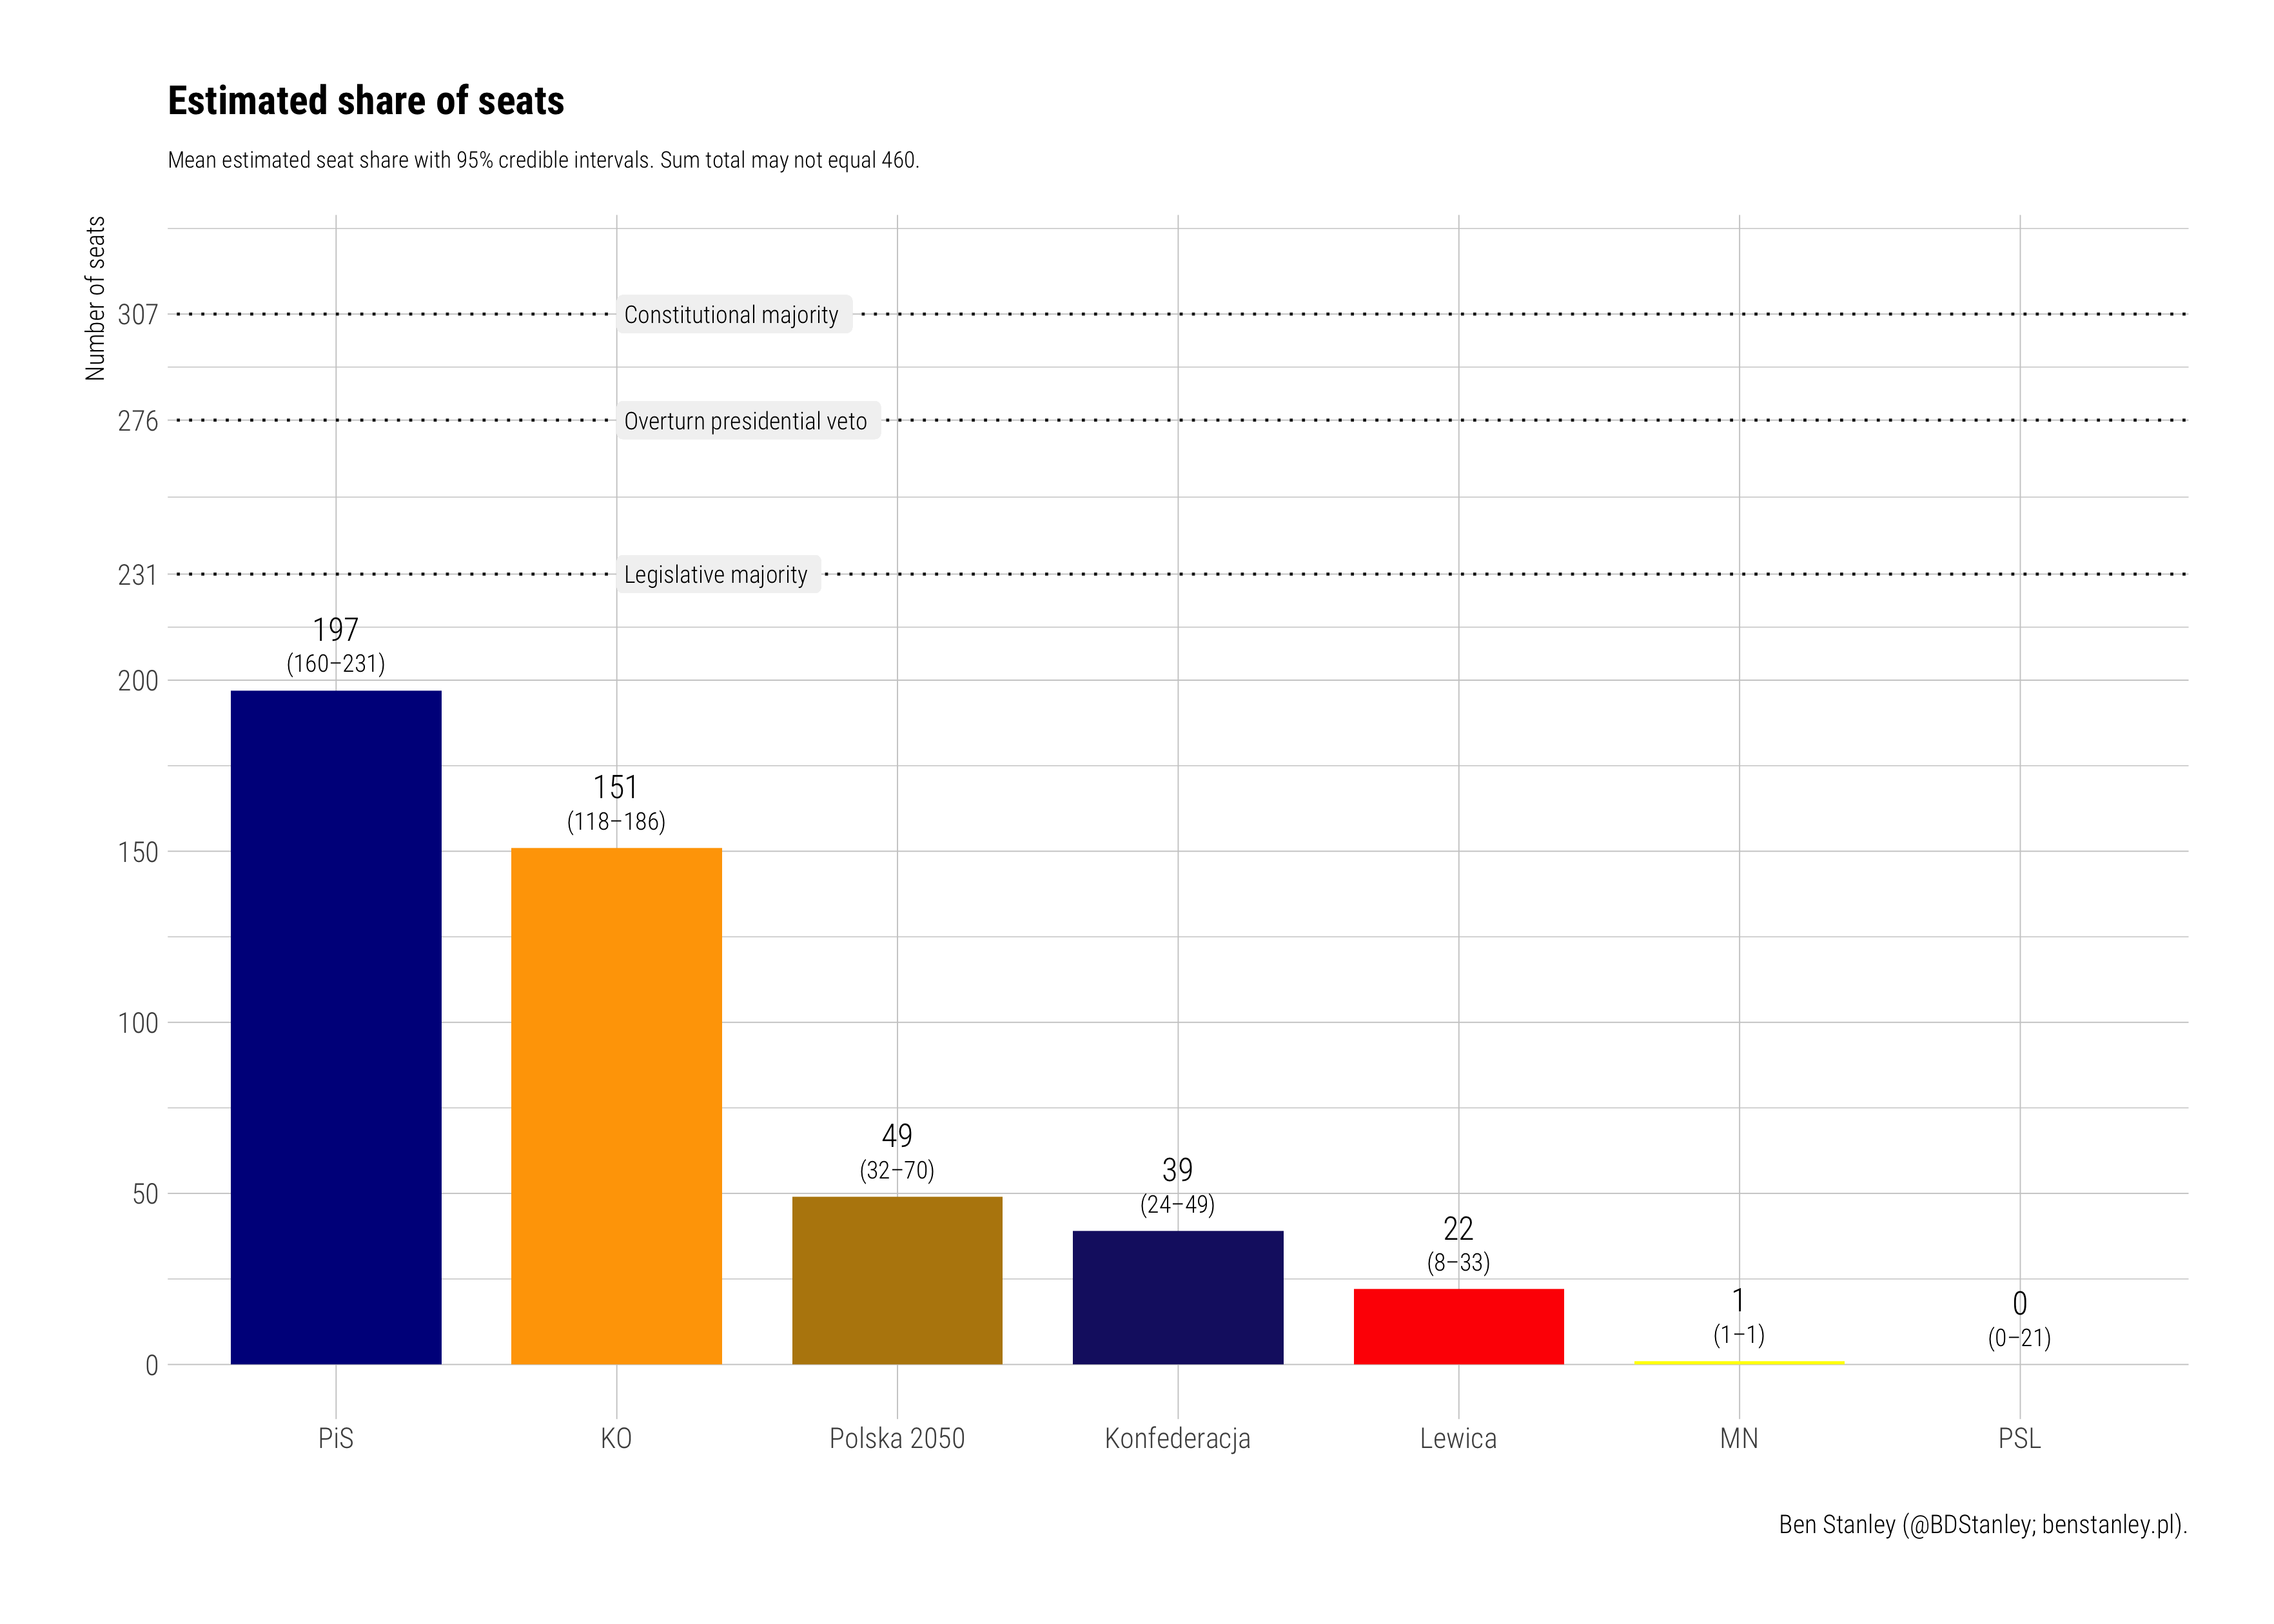 Estimated share of seats
Mean estimated seat share with 95% credible intervals. Sum total may not equal 460.
Number of seats
307
Constitutional majority
276
Overturn presidential veto
231
Legislative majority
197
(160–231)
200
151
(118–186)
150
100
49
(32–70)
39
(24–49)
50
22
(8–33)
1
(1–1)
0
(0–21)
0
PiS
KO
Polska 2050
Konfederacja
Lewica
MN
PSL
Ben Stanley (@BDStanley; benstanley.pl).